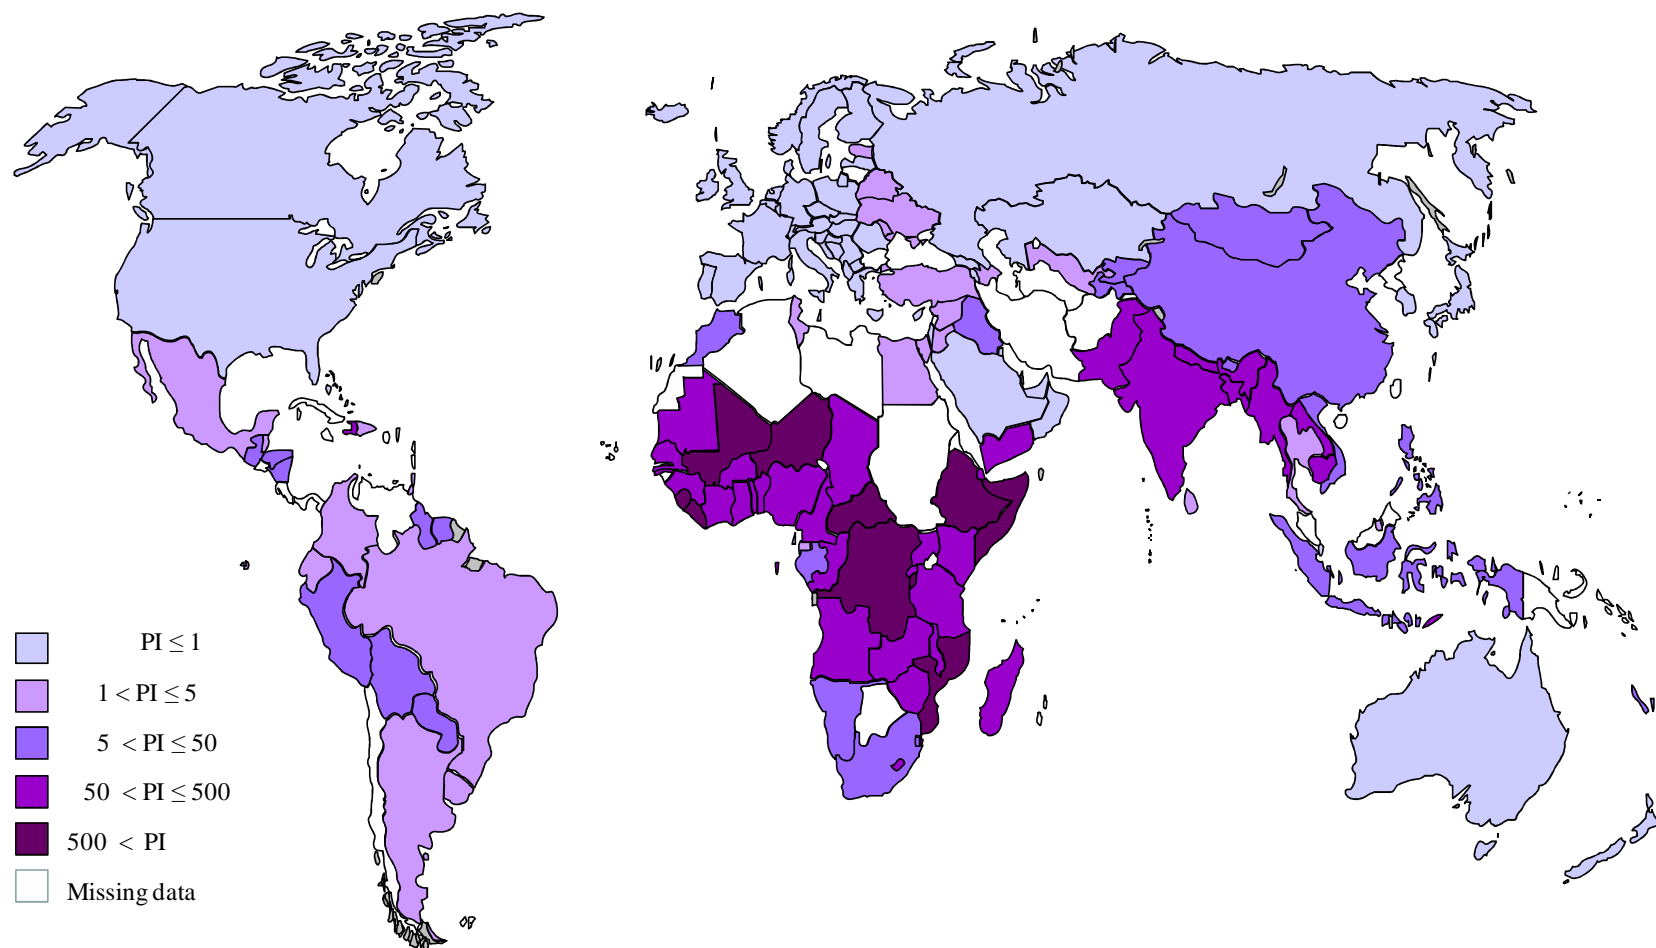 PI ≤ 1
1 < PI ≤ 5
5 < PI ≤ 50
50 < PI ≤ 500
500 < PI
Missing data